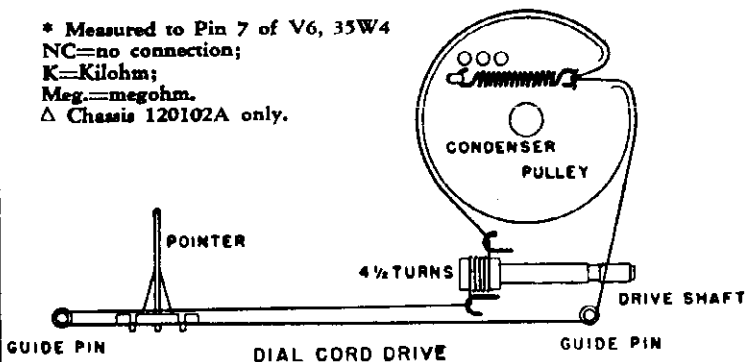 * Measured to Pin 7 of V6, 35W4
NC=no connection;
K=Kilohm;
Meg.=megohm.
Δ Chassis 120102A only.
CONDENSER
PULLEY
POINTER
4½ TURNS
DRIVE SHAFT
GUIDE PIN
GUIDE PIN
DIAL CORD DRIVE